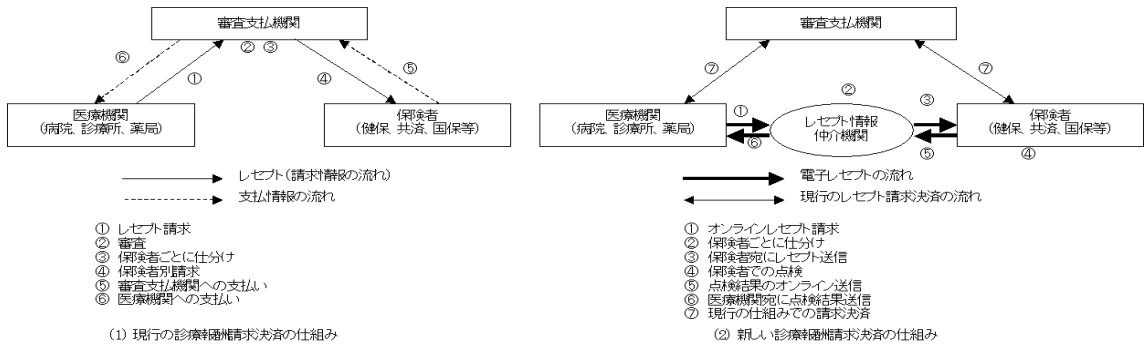 審査支払機関
② ③
⑥
①
④
⑤
医療機関
(病院、診療所、薬局)
保険者
(健保、共済、国保等)
レセプト(請求情報の流れ)
支払情報の流れ
① レセプト請求
② 審査
③ 保険者ごとに仕分け
④ 保険者別請求
⑤ 審査支払機関への支払い
⑥ 医療機関への支払い
(1) 現行の診療報酬請求決済の仕組み
審査支払機関
⑦
⑦
②
医療機関
(病院、診療所、薬局)
①
⑥
レセプト情報
仲介機関
③
⑤
保険者
(健保、共済、国保等)
④
電子レセプトの流れ
現行のレセプト請求決済の流れ
① オンラインレセプト請求
② 保険者ごとに仕分け
③ 保険者宛にレセプト送信
④ 保険者での点検
⑤ 点検結果のオンライン送信
⑥ 医療機関宛に点検結果送信
⑦ 現行の仕組みでの請求決済
(2) 新しい診療報酬請求決済の仕組み